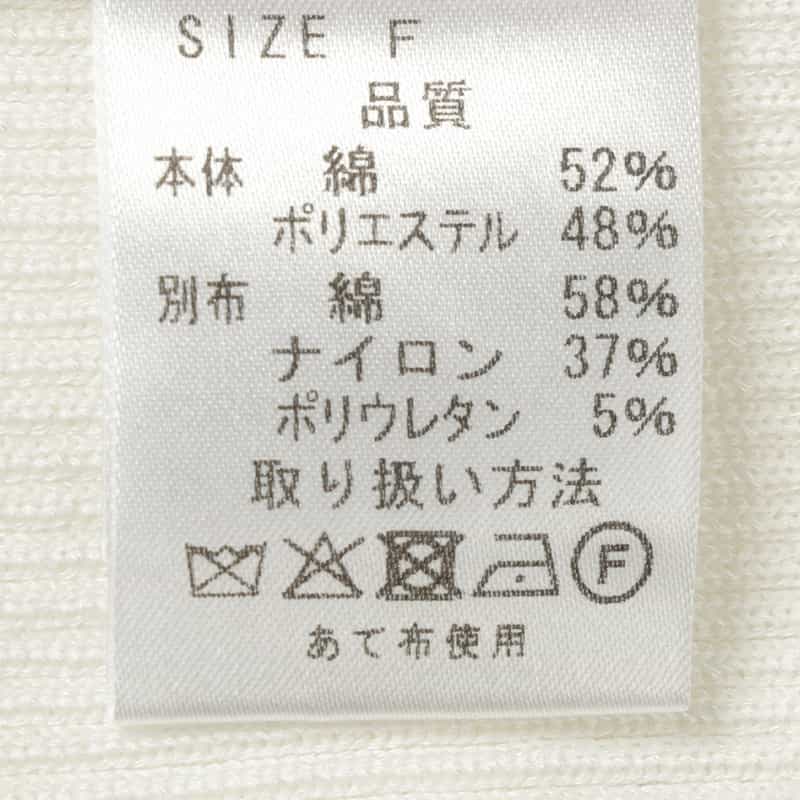 SIZE F
品質
本体 綿 52%
ポリエステル 48%
別布 綿 58%
ナイロン 37%
ポリウレタン 5%
取り扱い方法
F
あて布使用